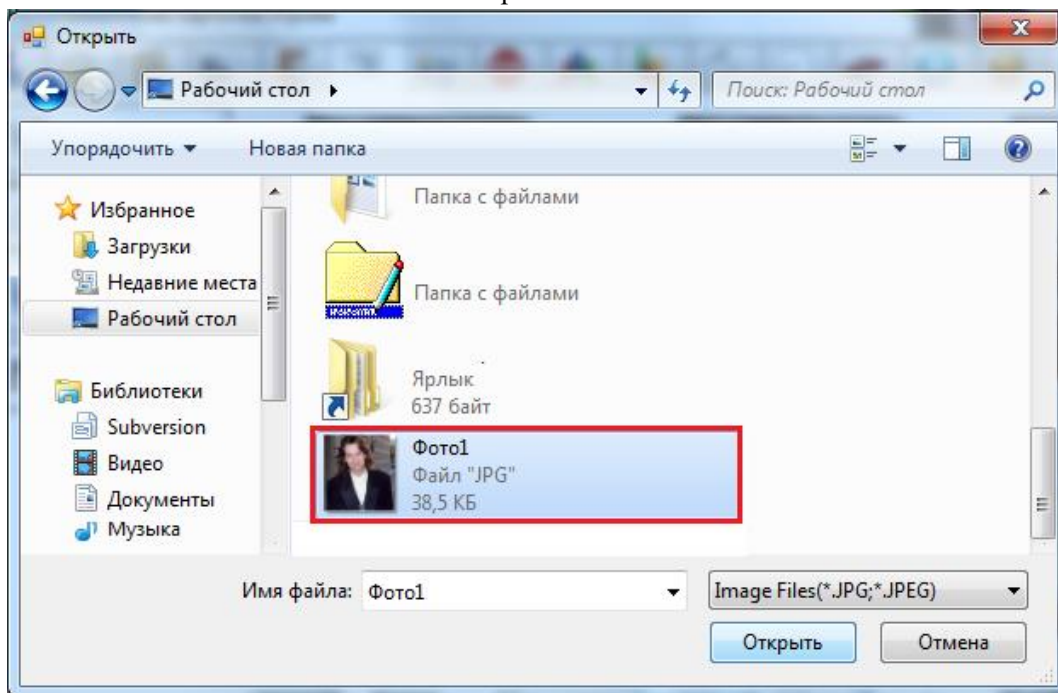 Открыть
Рабочий стол
Поиск: Рабочий стол
Упорядочить
Новая папка
Избранное
Загрузки
Недавние места
Рабочий стол
Библиотеки
Subversion
Видео
Документы
Музыка
Папка с файлами
Папка с файлами
Ярлык
637 байт
Фото1
Файл "JPG"
38,5 КБ
Имя файла: Фото1
Image Files(*.JPG;*.JPEG)
Открыть
Отмена